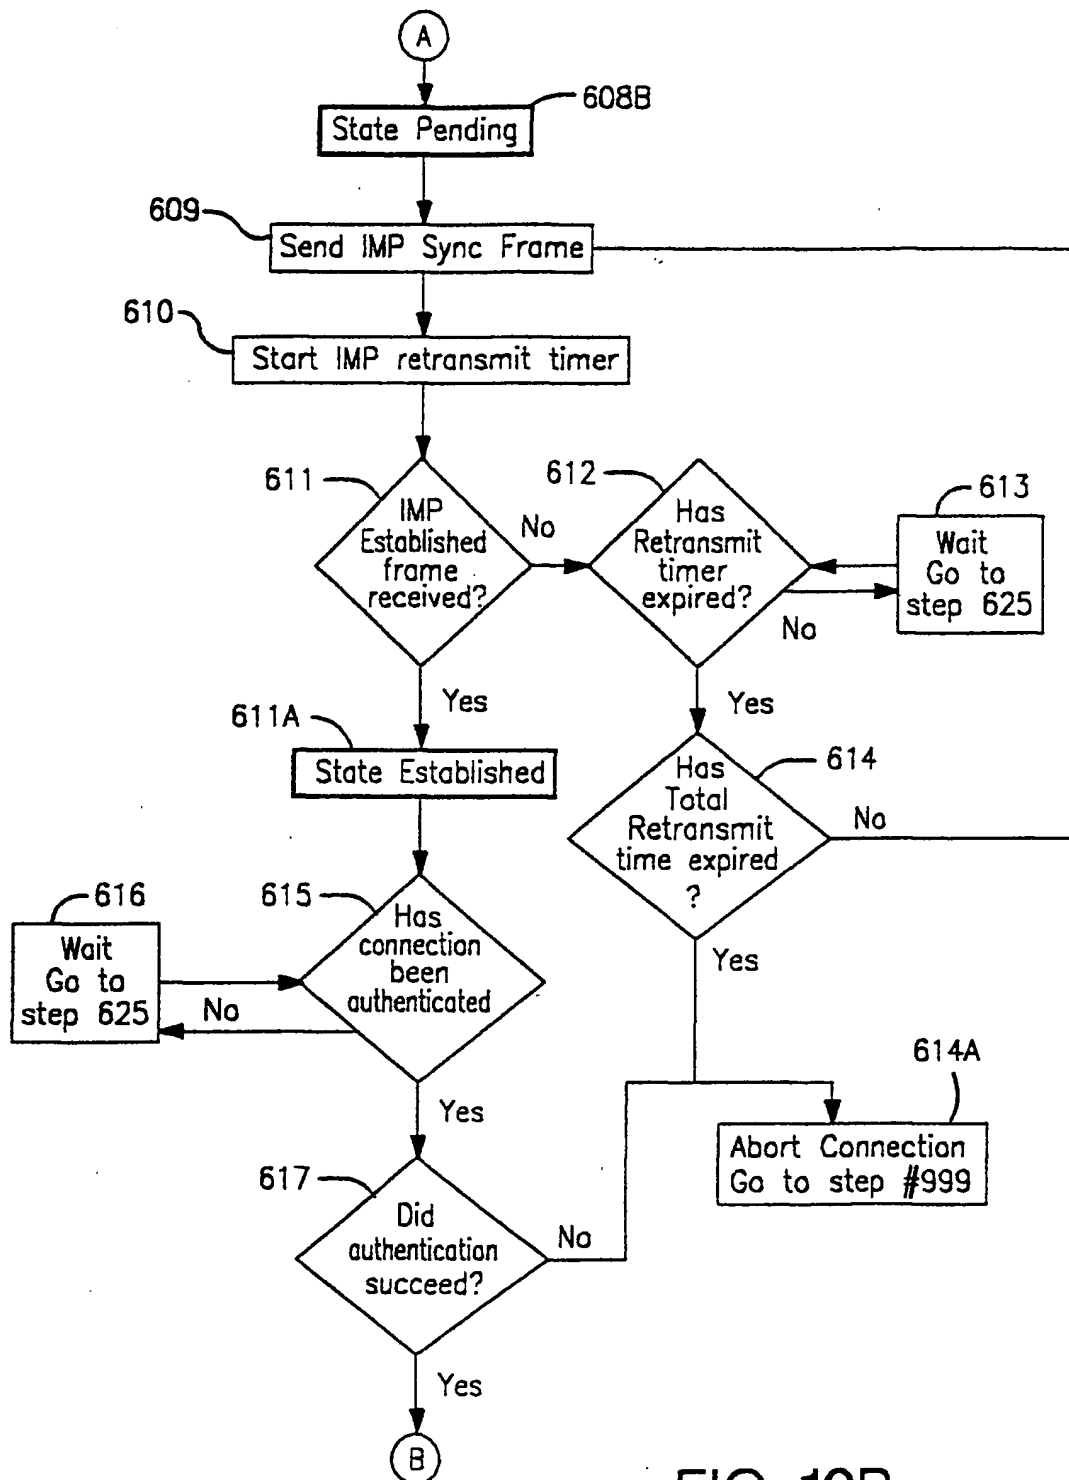 A
608B
State Pending
609
Send IMP Sync Frame
610
Start IMP retransmit timer
611
IMP
Established
frame
received?
No
612
Has
Retransmit
timer
expired?
No
613
Wait
Go to
step 625
Yes
611A
State Established
Yes
614
Has
Total
Retransmit
time expired
?
No
616
Wait
Go to
step 625
615
Has
connection
been
authenticated
No
Yes
614A
Abort Connection
Go to step #999
Yes
617
Did
authentication
succeed?
No
Yes
B